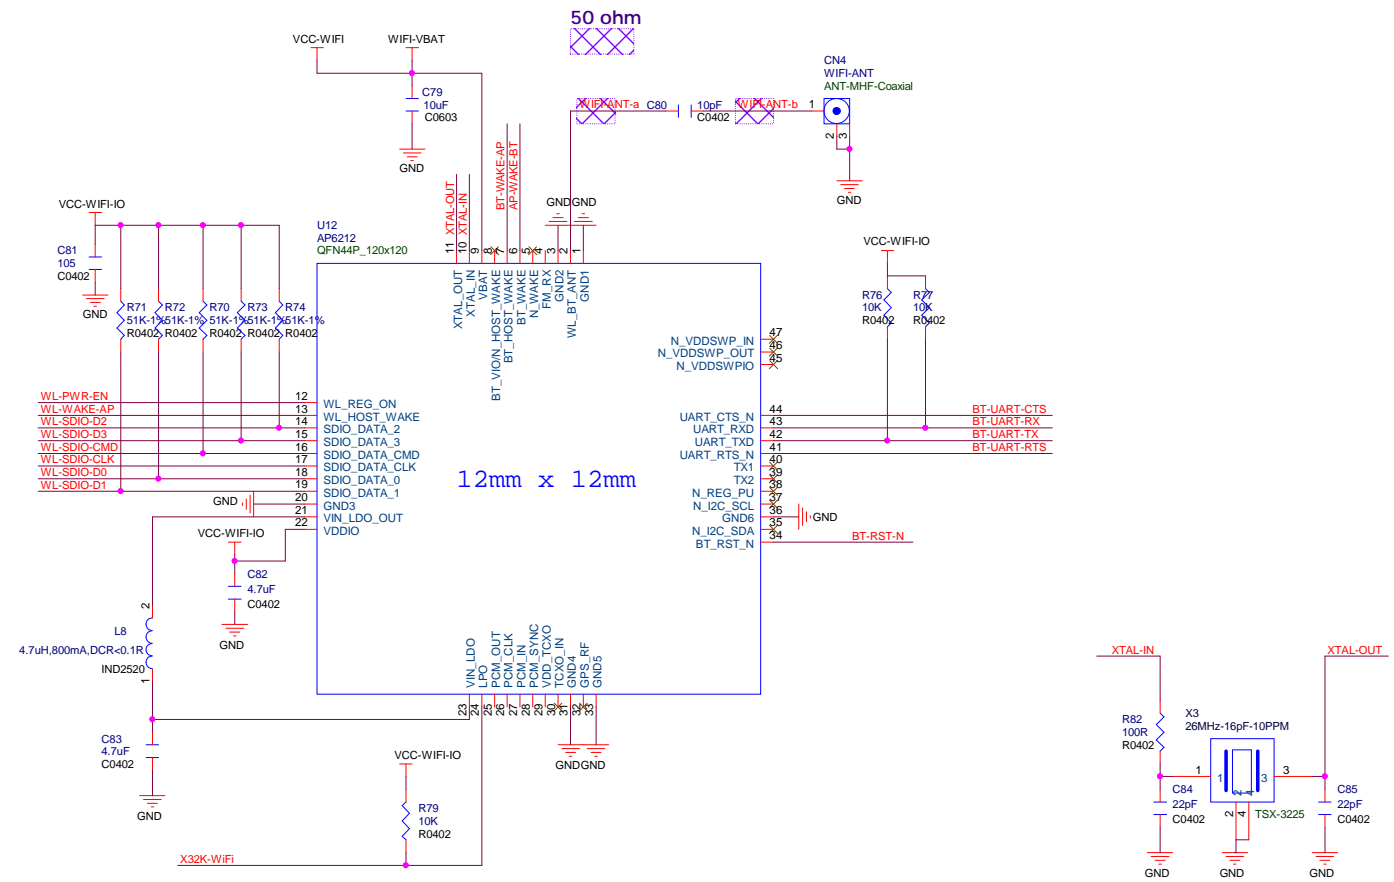 50 ohm
VCC-WIFI
WIFI-VBAT
C79
10uF
C0603
GND
CN4
WIFI-ANT
ANT-MHF-Coaxial
WIFI-ANT-a
C80
10pF
C0402
WIFI-ANT-b
1
2
3
GND
BT-WAKE-AP
AP-WAKE-BT
XTAL-OUT
XTAL-IN
GND
GND
VCC-WIFI-IO
C81
105
C0402
GND
R71
51K-1%
R0402
R72
51K-1%
R0402
R70
51K-1%
R0402
R73
51K-1%
R0402
R74
51K-1%
R0402
U12
AP6212
QFN44P_120x120
11
10
9
8
7
6
5
4
3
2
1
XTAL_OUT
XTAL_IN
VBAT
BT_VIO/N_HOST_WAKE
BT_HOST_WAKE
BT_WAKE
N_WAKE
FM_RX
GND2
WL_BT_ANT
GND1
VCC-WIFI-IO
R76
10K
R0402
R77
10K
R0402
N_VDDSWP_IN 47
N_VDDSWP_OUT 46
N_VDDSWPIO 45
WL-PWR-EN 12 WL_REG_ON
WL-WAKE-AP 13 WL_HOST_WAKE
WL-SDIO-D2 14 SDIO_DATA_2
WL-SDIO-D3 15 SDIO_DATA_3
WL-SDIO-CMD 16 SDIO_DATA_CMD
WL-SDIO-CLK 17 SDIO_DATA_CLK
WL-SDIO-D0 18 SDIO_DATA_0
WL-SDIO-D1 19 SDIO_DATA_1
GND 20 GND3
21 VIN_LDO_OUT
22 VDDIO
12mm x 12mm
UART_CTS_N 44 BT-UART-CTS
UART_RXD 43 BT-UART-RX
UART_TXD 42 BT-UART-TX
UART_RTS_N 41 BT-UART-RTS
TX1 40
TX2 39
N_REG_PU 38
N_I2C_SCL 37
GND6 36 GND
N_I2C_SDA 35
BT_RST_N 34 BT-RST-N
VCC-WIFI-IO
C82
4.7uF
C0402
GND
2
L8
4.7uH,800mA,DCR<0.1R
IND2520
1
C83
4.7uF
C0402
GND
VIN_LDO
LPO
PCM_OUT
PCM_CLK
PCM_IN
PCM_SYNC
VDD_TCXO
TCXO_IN
GND4
GPS_RF
GND5
23
24
25
26
27
28
29
30
31
32
33
GND
GND
VCC-WIFI-IO
R79
10K
R0402
X32K-WiFi
XTAL-IN
XTAL-OUT
R82
100R
R0402
X3
26MHz-16pF-10PPM
1
1
3
3
2
4
2
4
TSX-3225
C84
22pF
C0402
C85
22pF
C0402
GND
GND
GND